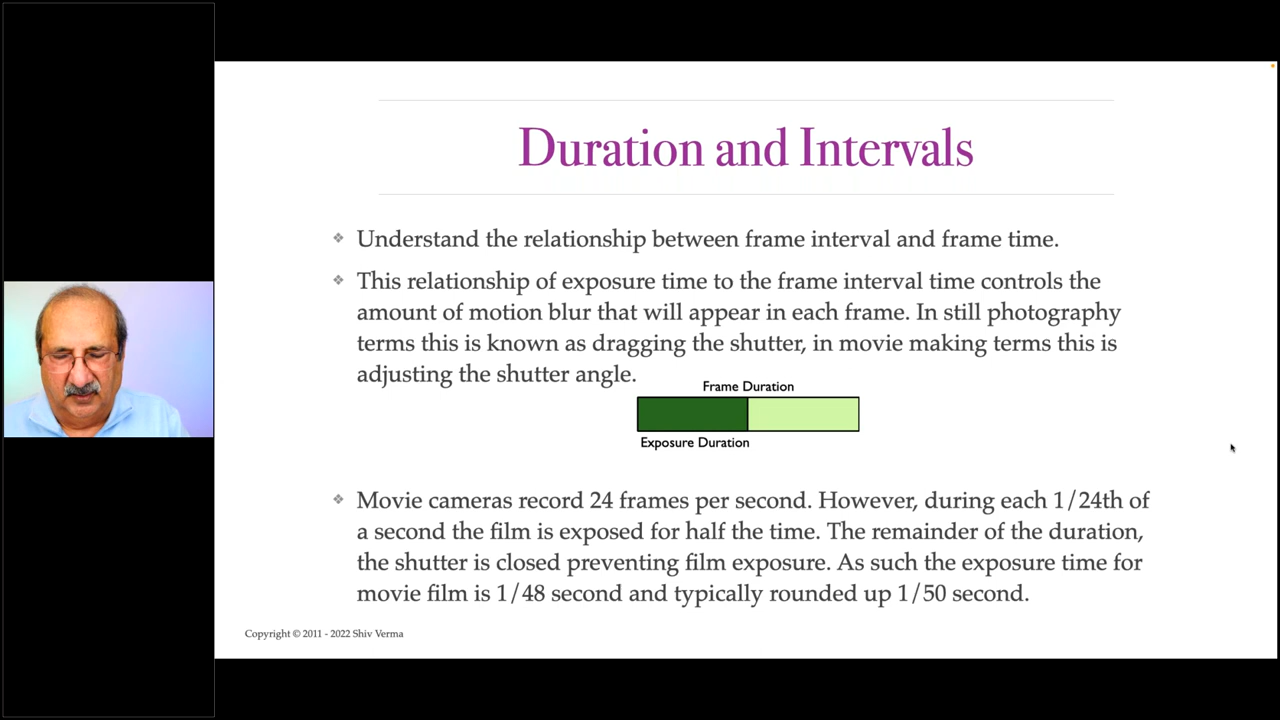 Duration and Intervals
❖ Understand the relationship between frame interval and frame time.
❖ This relationship of exposure time to the frame interval time controls the
amount of motion blur that will appear in each frame. In still photography
terms this is known as dragging the shutter, in movie making terms this is
adjusting the shutter angle.
Frame Duration
Exposure Duration
❖ Movie cameras record 24 frames per second. However, during each 1/24th of
a second the film is exposed for half the time. The remainder of the duration,
the shutter is closed preventing film exposure. As such the exposure time for
movie film is 1/48 second and typically rounded up 1/50 second.
Copyright © 2011 - 2022 Shiv Verma